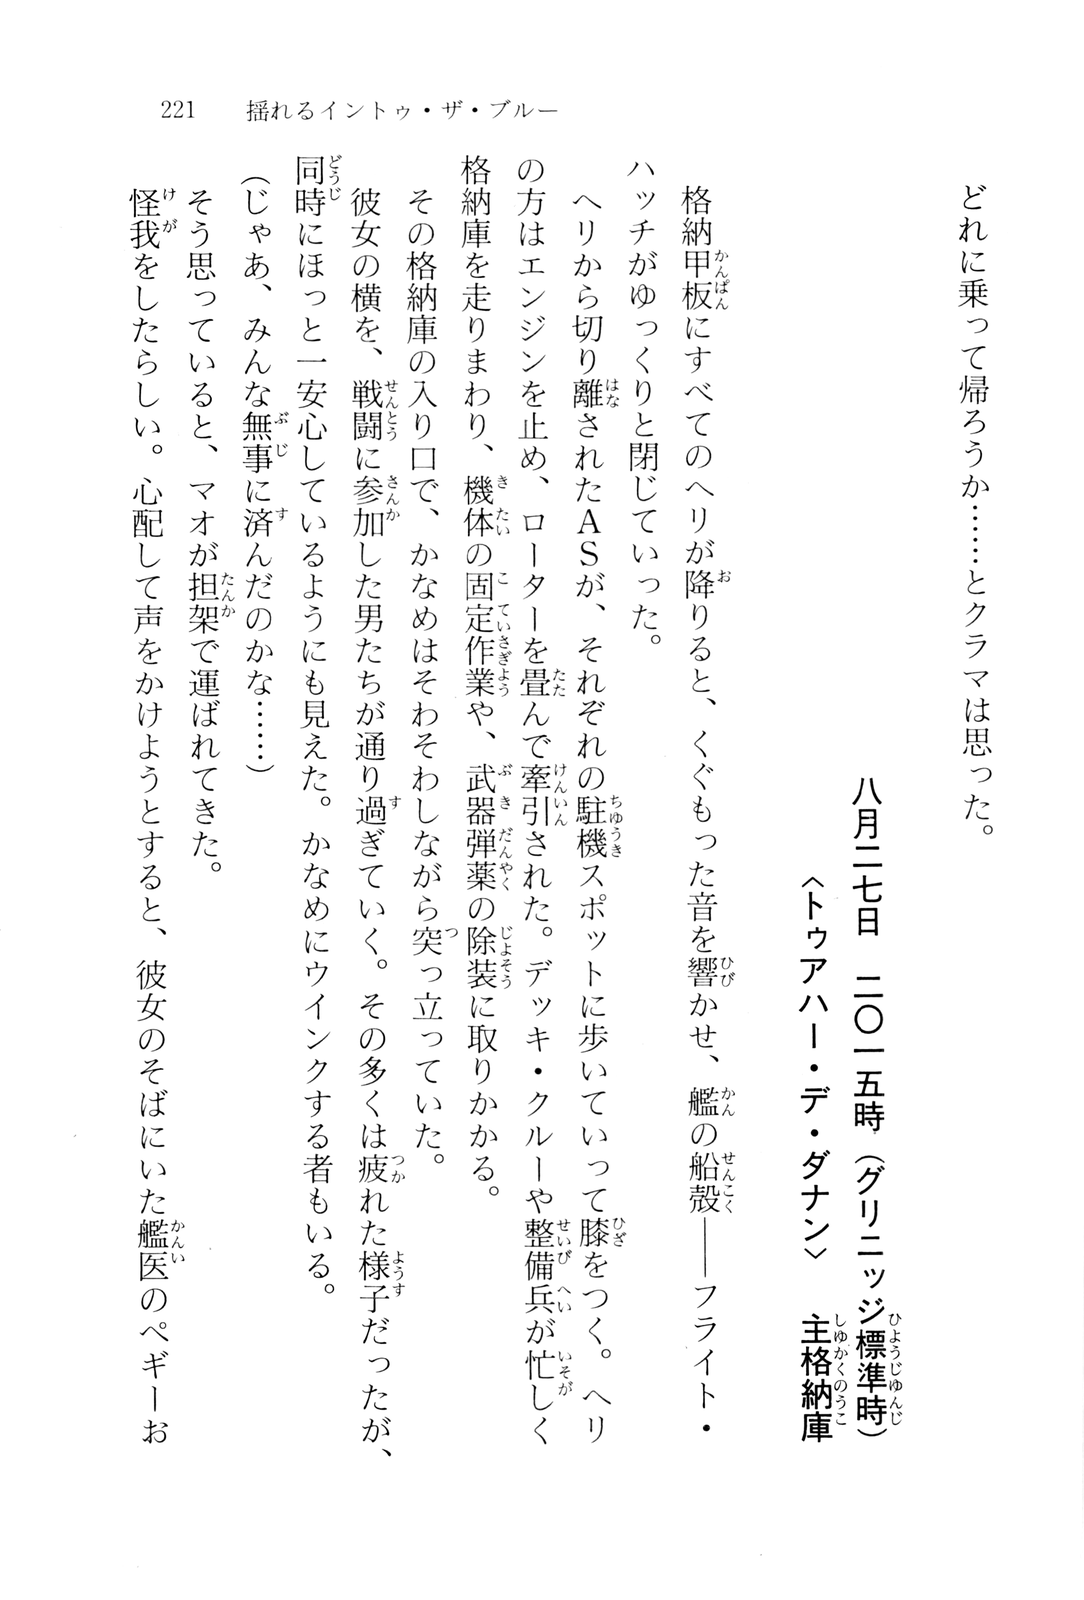 221　揺れるイントゥ・ザ・ブルー
どれに乗って帰ろうか……とクラマは思った。
八月二七日　二〇一五時（グリニッジ標準時）
〈トゥアハー・デ・ダナン〉　主格納庫
格納甲板にすべてのヘリが降りると、くぐもった音を響かせ、艦の船殻――フライト・
ハッチがゆっくりと閉じていった。
ヘリから切り離されたＡＳが、それぞれの駐機スポットに歩いていって膝をつく。ヘリ
の方はエンジンを止め、ローターを畳んで牽引された。デッキ・クルーや整備兵が忙しく
格納庫を走りまわり、機体の固定作業や、武器弾薬の除装に取りかかる。
その格納庫の入り口で、かなめはそわそわしながら突っ立っていた。
彼女の横を、戦闘に参加した男たちが通り過ぎていく。その多くは疲れた様子だったが、
同時にほっと一安心しているようにも見えた。かなめにウインクする者もいる。
（じゃあ、みんな無事に済んだのかな……）
そう思っていると、マオが担架で運ばれてきた。
怪我をしたらしい。心配して声をかけようとすると、彼女のそばにいた艦医のペギーお